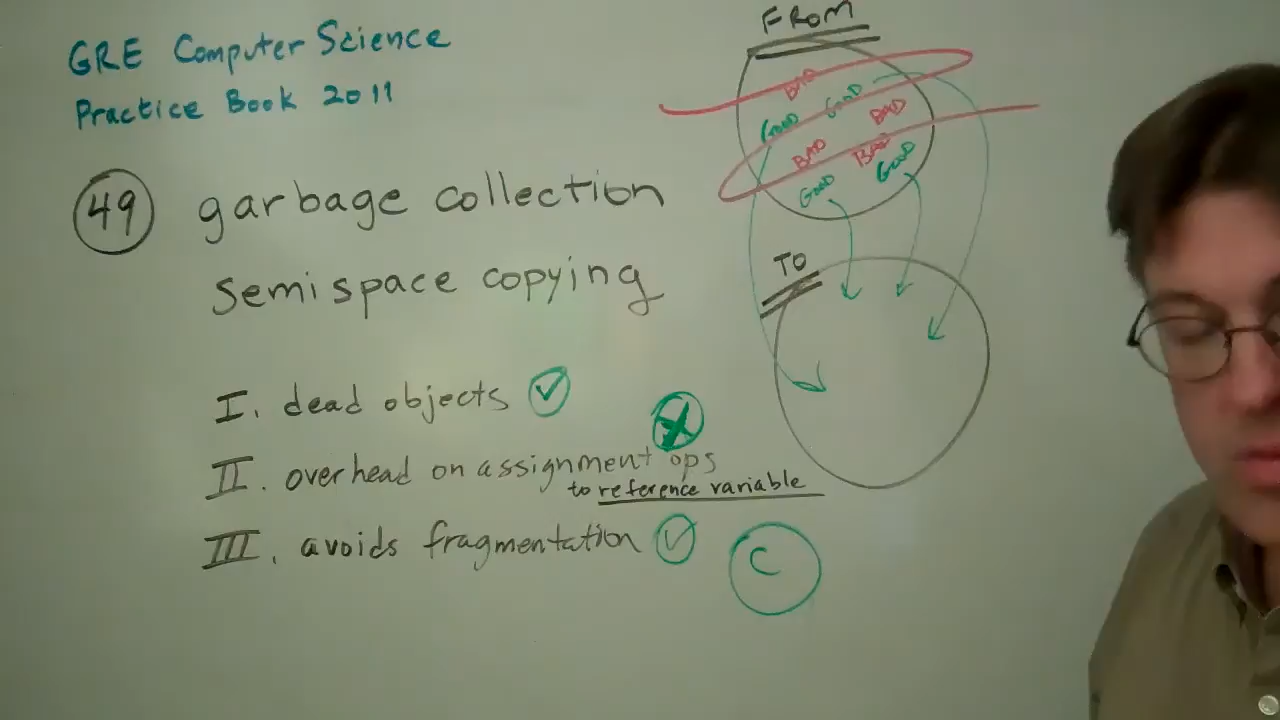 GRE Computer Science
Practice Book 2011
49 garbage collection
semispace copying
I. dead objects
II. overhead on assignment ops
to reference variable
III. avoids fragmentation
C
FROM
BAD
GOOD
GOOD
BAD
BAD
BAD
GOOD
GOOD
TO